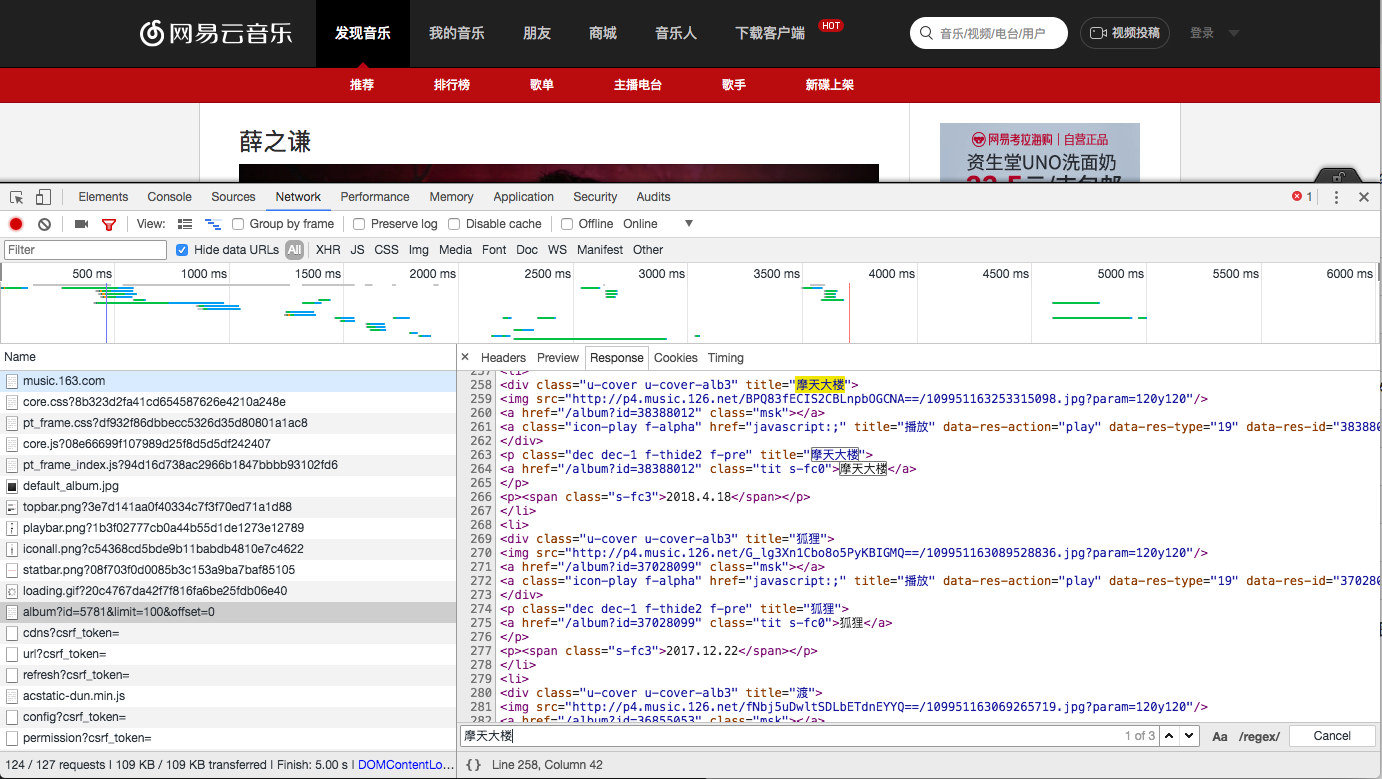 网易云音乐 发现音乐 我的音乐 朋友 商城 音乐人 下载客户端 HOT 音乐/视频/电台/用户 视频投稿 登录
推荐 排行榜 歌单 主播电台 歌手 新碟上架
薛之谦
网易考拉海购 | 自营正品
资生堂UNO洗面奶
Elements Console Sources Network Performance Memory Application Security Audits 1
View: Group by frame Preserve log Disable cache Offline Online
Filter Hide data URLs All XHR JS CSS Img Media Font Doc WS Manifest Other
500 ms 1000 ms 1500 ms 2000 ms 2500 ms 3000 ms 3500 ms 4000 ms 4500 ms 5000 ms 5500 ms 6000 ms
Name
music.163.com
core.css?8b323d2fa41cd654587626e4210a248e
pt_frame.css?df932f86dbbecc5326d35d80801a1ac8
core.js?08e66699f107989d25f8d5d5df242407
pt_frame_index.js?94d16d738ac2966b1847bbbb93102fd6
default_album.jpg
topbar.png?3e7d141aa0f40334c7f3f70ed71a1d88
playbar.png?1b3f02777cb0a44b55d1de1273e12789
iconall.png?c54368cd5bde9b11babdb4810e7c4622
statbar.png?08f703f0d0085b3c153a9ba7baf85105
loading.gif?20c4767da42f7f816fa6be25fdb06e40
album?id=5781&limit=100&offset=0
cdns?csrf_token=
url?csrf_token=
refresh?csrf_token=
acstatic-dun.min.js
config?csrf_token=
permission?csrf_token=
124 / 127 requests | 109 KB / 109 KB transferred | Finish: 5.00 s | DOMContentLo...
× Headers Preview Response Cookies Timing
257 <li>
258 <div class="u-cover u-cover-alb3" title="摩天大楼">
259 <img src="http://p4.music.126.net/BPQ83fECIS2CBLnpbOGCNA==/109951163253315098.jpg?param=120y120"/>
260 <a href="/album?id=38388012" class="msk"></a>
261 <a class="icon-play f-alpha" href="javascript:;" title="播放" data-res-action="play" data-res-type="19" data-res-id="383880
262 </div>
263 <p class="dec dec-1 f-thide2 f-pre" title="摩天大楼">
264 <a href="/album?id=38388012" class="tit s-fc0">摩天大楼</a>
265 </p>
266 <p><span class="s-fc3">2018.4.18</span></p>
267 </li>
268 <li>
269 <div class="u-cover u-cover-alb3" title="狐狸">
270 <img src="http://p4.music.126.net/G_lg3Xn1Cbo8o5PyKBIGMQ==/109951163089528836.jpg?param=120y120"/>
271 <a href="/album?id=37028099" class="msk"></a>
272 <a class="icon-play f-alpha" href="javascript:;" title="播放" data-res-action="play" data-res-type="19" data-res-id="370280
273 </div>
274 <p class="dec dec-1 f-thide2 f-pre" title="狐狸">
275 <a href="/album?id=37028099" class="tit s-fc0">狐狸</a>
276 </p>
277 <p><span class="s-fc3">2017.12.22</span></p>
278 </li>
279 <li>
280 <div class="u-cover u-cover-alb3" title="渡">
281 <img src="http://p4.music.126.net/fNbj5uDwltSDLbETdnEYYQ==/109951163069265719.jpg?param=120y120"/>
282 <a href="/album?id=36855053" class="msk"></a>
摩天大楼 1 of 3 Aa /regex/ Cancel
{} Line 258, Column 42